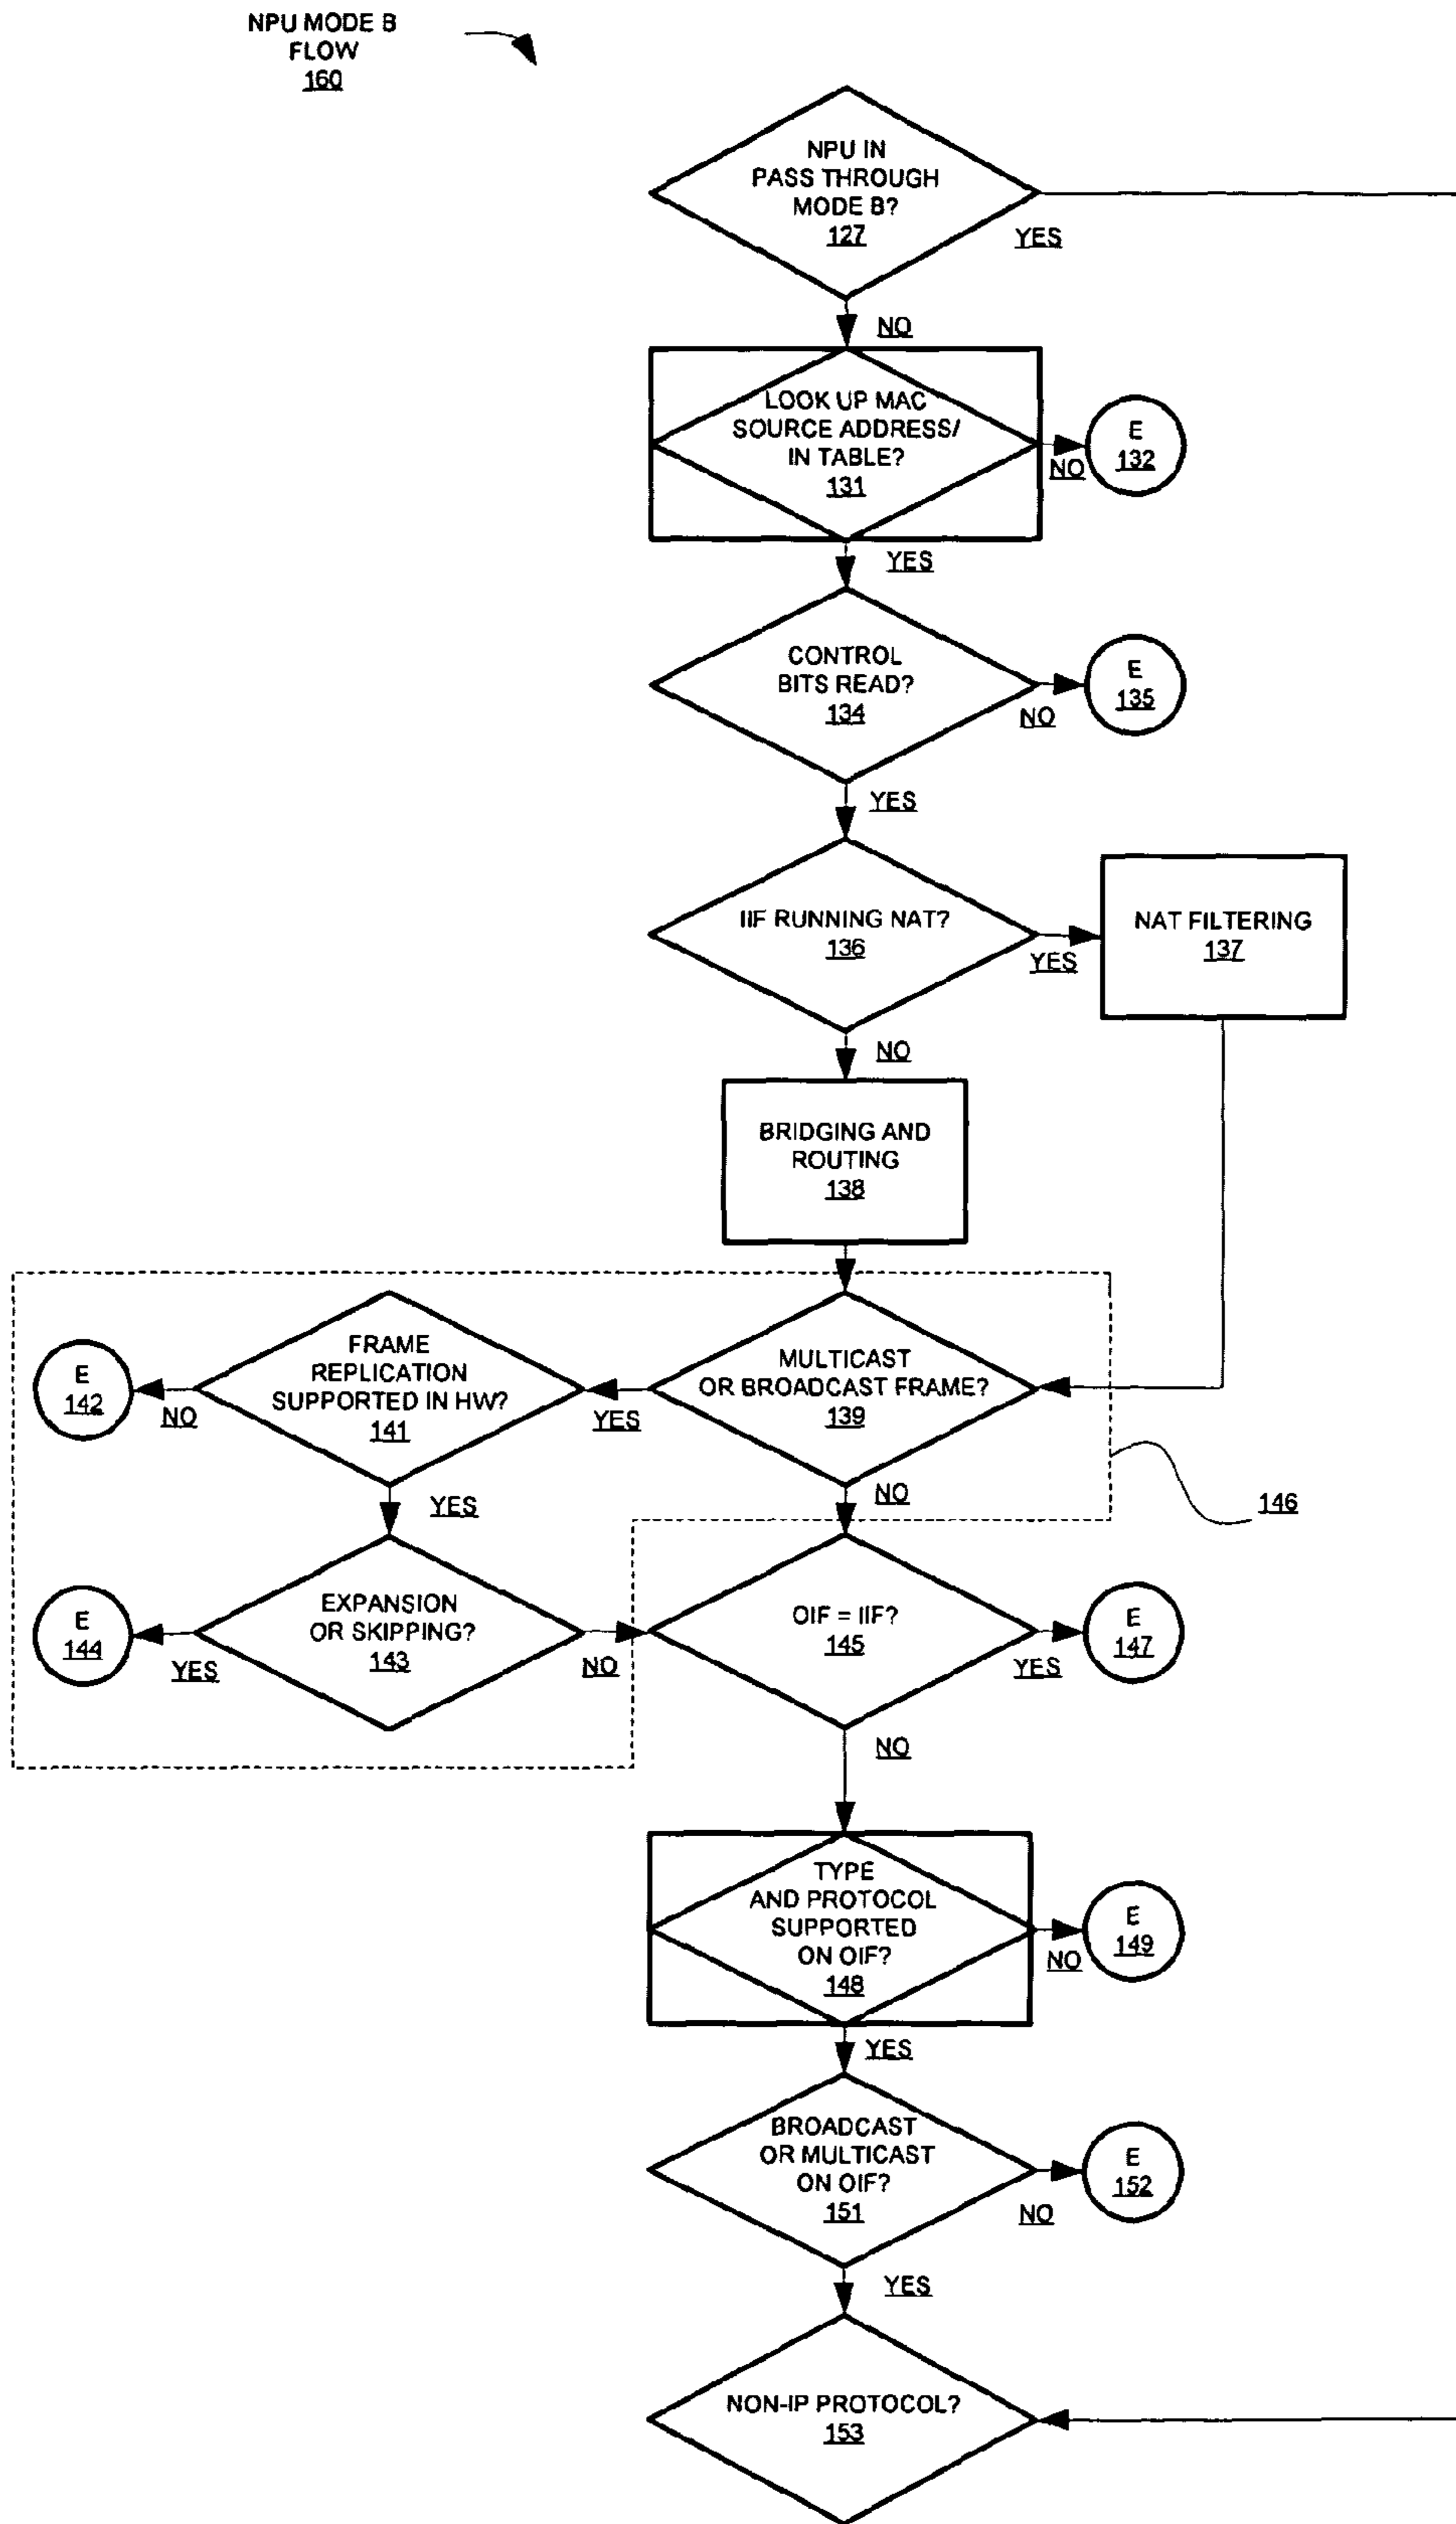 NPU MODE B
FLOW
160
NPU IN
PASS THROUGH
MODE B?
127
YES
NO
LOOK UP MAC
SOURCE ADDRESS/
IN TABLE?
131
NO
E
132
YES
CONTROL
BITS READ?
134
NO
E
135
YES
IIF RUNNING NAT?
136
YES
NAT FILTERING
137
NO
BRIDGING AND
ROUTING
138
E
142
NO
FRAME
REPLICATION
SUPPORTED IN HW?
141
YES
MULTICAST
OR BROADCAST FRAME?
139
YES
NO
146
E
144
YES
EXPANSION
OR SKIPPING?
143
NO
OIF = IIF?
145
YES
E
147
NO
TYPE
AND PROTOCOL
SUPPORTED
ON OIF?
148
NO
E
149
YES
BROADCAST
OR MULTICAST
ON OIF?
151
NO
E
152
YES
NON-IP PROTOCOL?
153